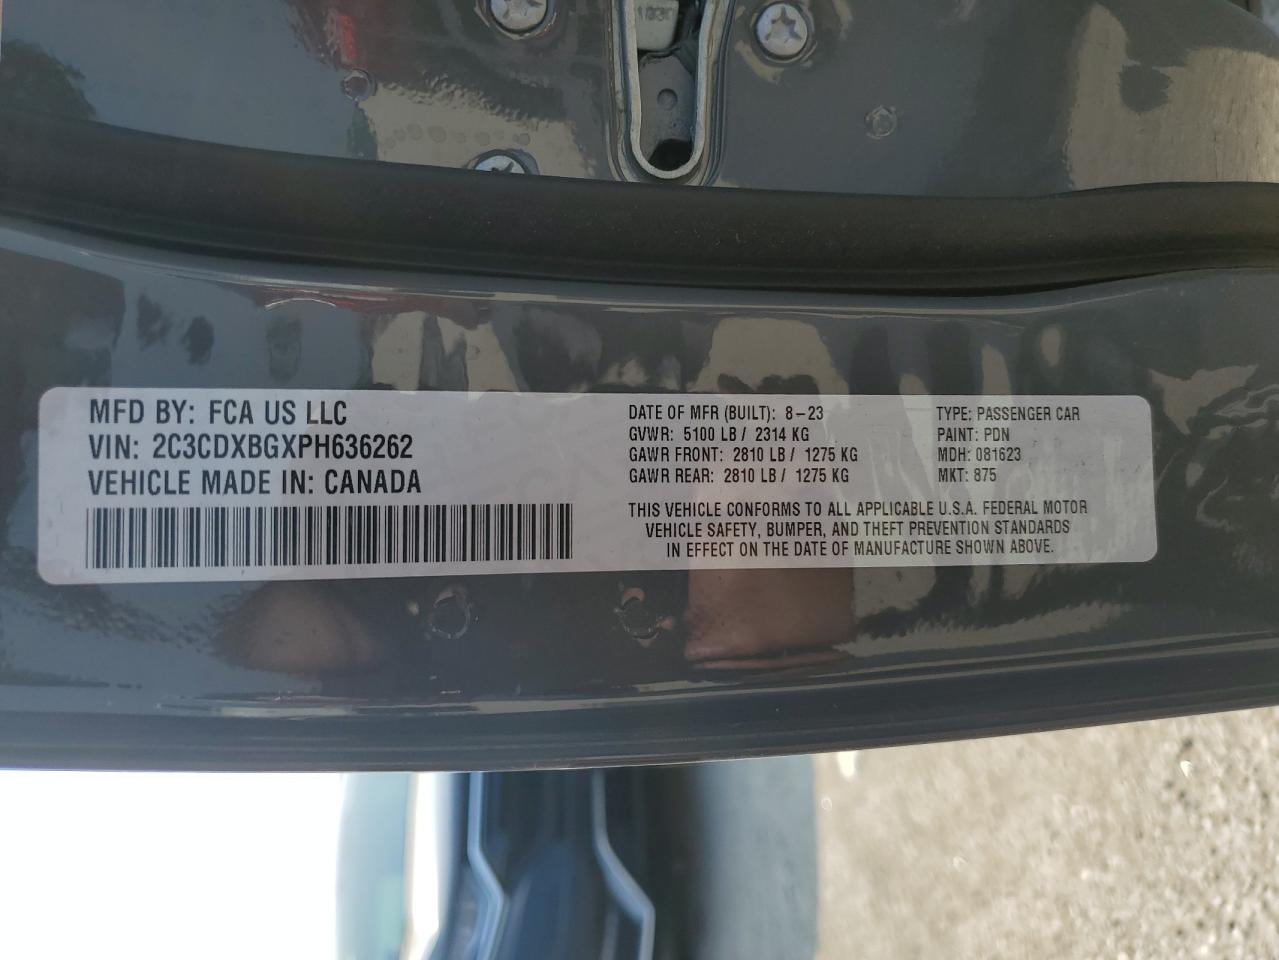 MFD BY: FCA US LLC
VIN: 2C3CDXBGXPH636262
VEHICLE MADE IN: CANADA
DATE OF MFR (BUILT): 8-23
GVWR: 5100 LB / 2314 KG
GAWR FRONT: 2810 LB / 1275 KG
GAWR REAR: 2810 LB / 1275 KG
TYPE: PASSENGER CAR
PAINT: PDN
MDH: 081623
MKT: 875
THIS VEHICLE CONFORMS TO ALL APPLICABLE U.S.A. FEDERAL MOTOR
VEHICLE SAFETY, BUMPER, AND THEFT PREVENTION STANDARDS
IN EFFECT ON THE DATE OF MANUFACTURE SHOWN ABOVE.